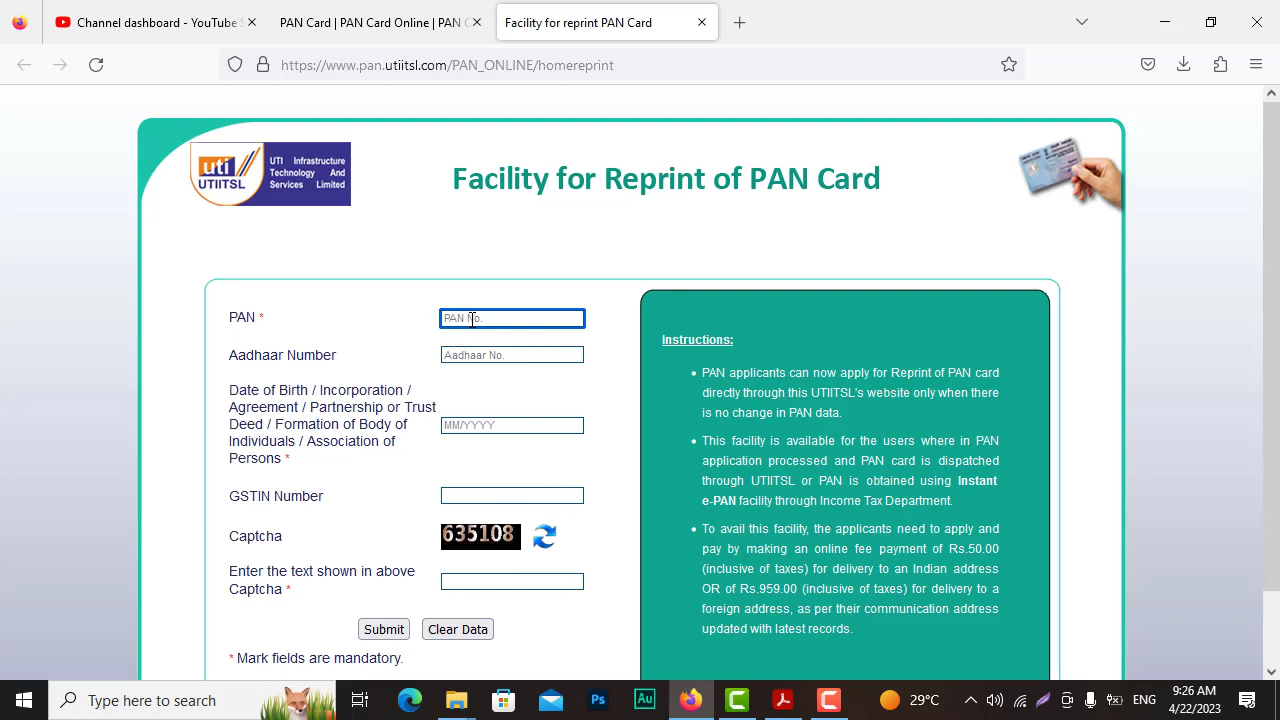 Channel dashboard - YouTube
PAN Card | PAN Card Online | PAN
Facility for reprint PAN Card
https://www.pan.utiitsl.com/PAN_ONLINE/homereprint
uti
UTIITSL
UTI Infrastructure
Technology And
Services Limited
Facility for Reprint of PAN Card
PAN *
PAN No.
Aadhaar Number
Aadhaar No.
Date of Birth / Incorporation /
Agreement / Partnership or Trust
Deed / Formation of Body of
Individuals / Association of
Persons *
MM/YYYY
GSTIN Number
Captcha
635108
Enter the text shown in above
Captcha *
Submit
Clear Data
* Mark fields are mandatory.
Instructions:
• PAN applicants can now apply for Reprint of PAN card
directly through this UTIITSL's website only when there
is no change in PAN data.
• This facility is available for the users where in PAN
application processed and PAN card is dispatched
through UTIITSL or PAN is obtained using Instant
e-PAN facility through Income Tax Department.
• To avail this facility, the applicants need to apply and
pay by making an online fee payment of Rs.50.00
(inclusive of taxes) for delivery to an Indian address
OR of Rs.959.00 (inclusive of taxes) for delivery to a
foreign address, as per their communication address
updated with latest records.
Type here to search
Ps
Au
29°C
ENG
9:26 AM
4/22/2023